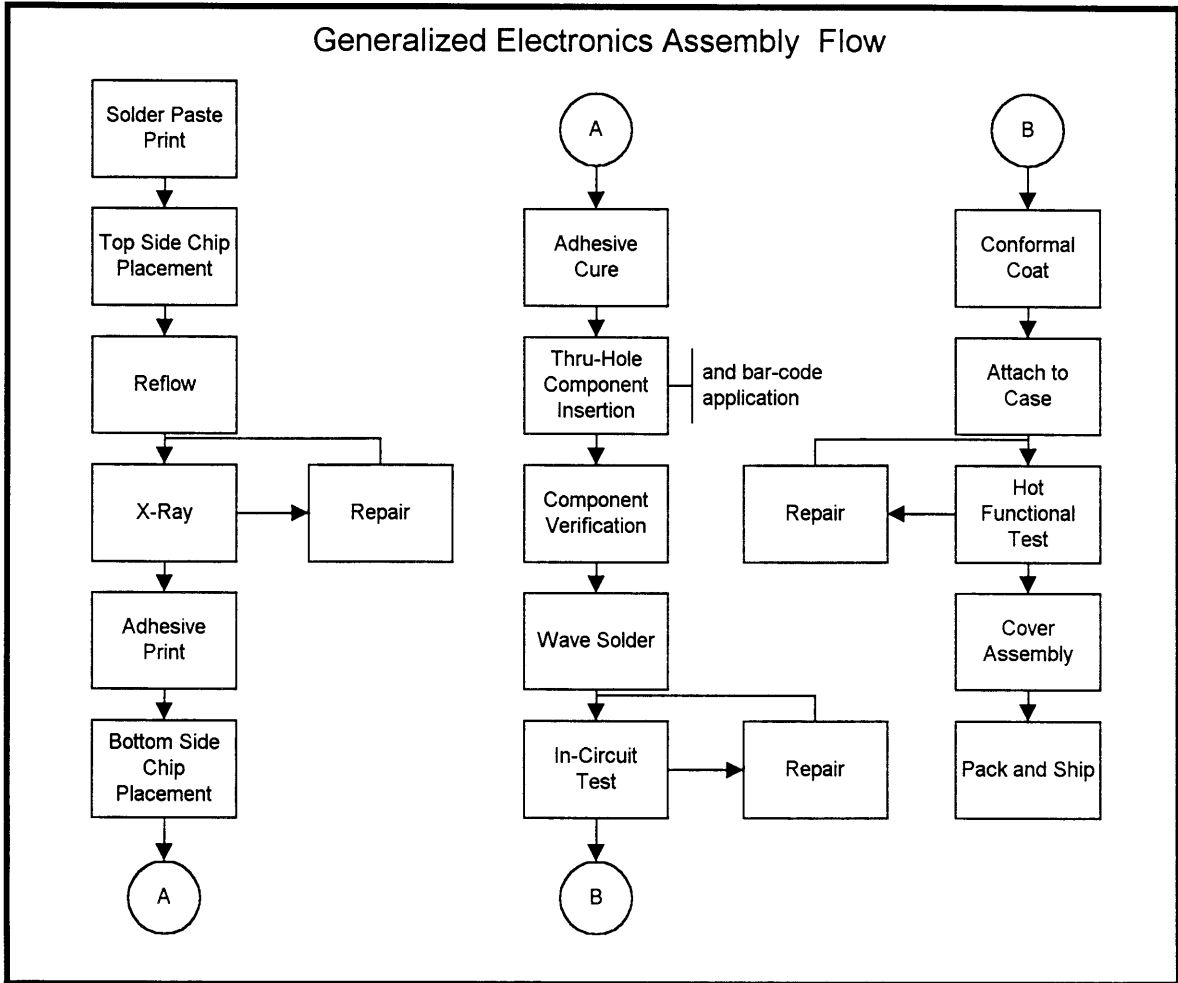 Generalized Electronics Assembly Flow
Solder Paste
Print
Top Side Chip
Placement
Reflow
X-Ray
Repair
Adhesive
Print
Bottom Side
Chip
Placement
A
A
Adhesive
Cure
Thru-Hole
Component
Insertion
and bar-code
application
Component
Verification
Wave Solder
In-Circuit
Test
Repair
B
B
Conformal
Coat
Attach to
Case
Hot
Functional
Test
Repair
Cover
Assembly
Pack and Ship